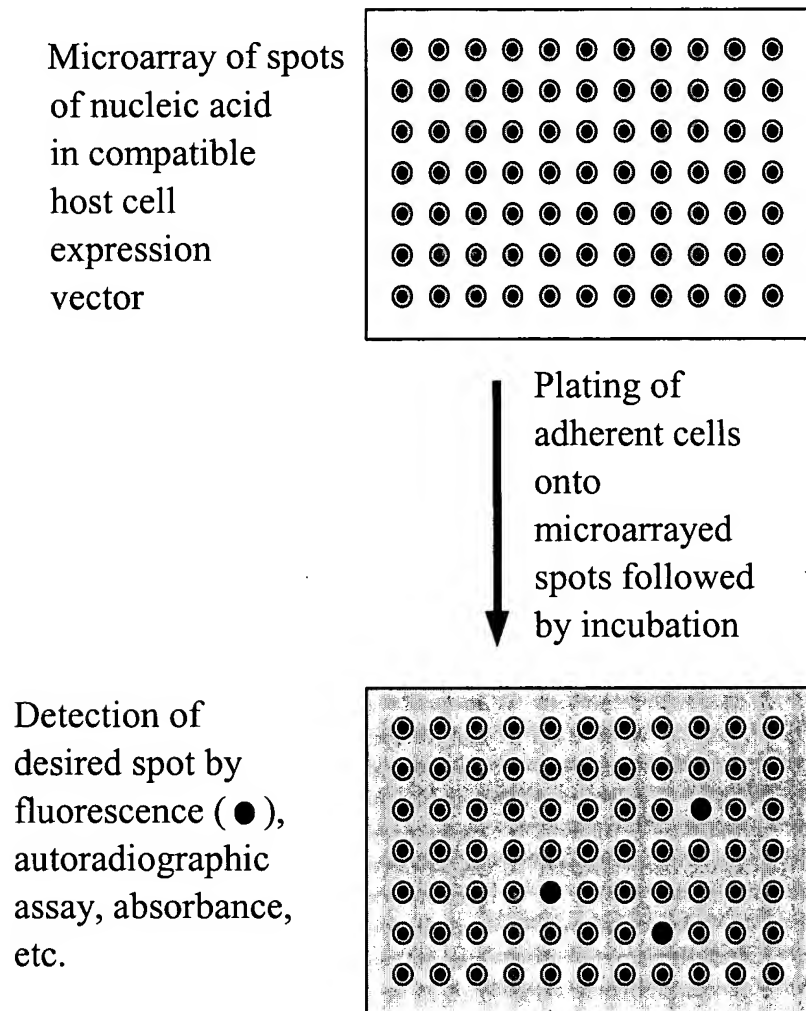 Microarray of spots
of nucleic acid
in compatible
host cell
expression
vector
Plating of
adherent cells
onto
microarrayed
spots followed
by incubation
Detection of
desired spot by
fluorescence ( ● ),
autoradiographic
assay, absorbance,
etc.